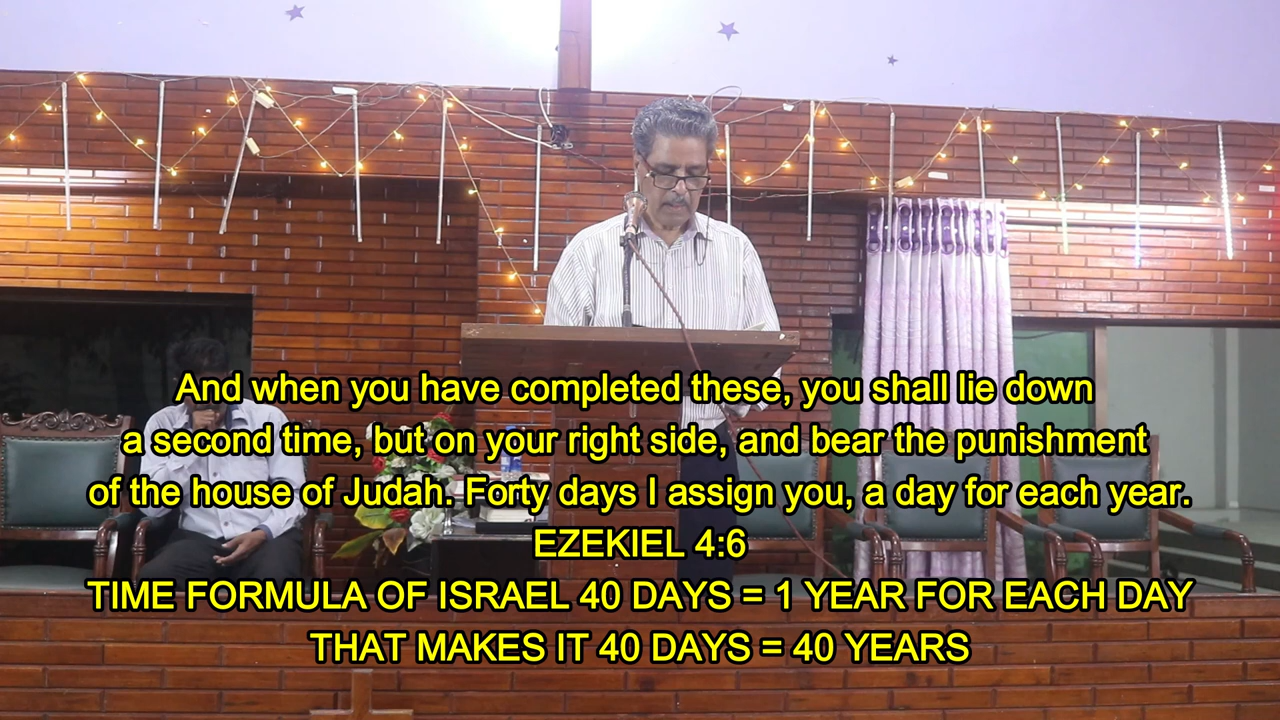 And when you have completed these, you shall lie down
a second time, but on your right side, and bear the punishment
of the house of Judah. Forty days I assign you, a day for each year.
EZEKIEL 4:6
TIME FORMULA OF ISRAEL 40 DAYS = 1 YEAR FOR EACH DAY
THAT MAKES IT 40 DAYS = 40 YEARS